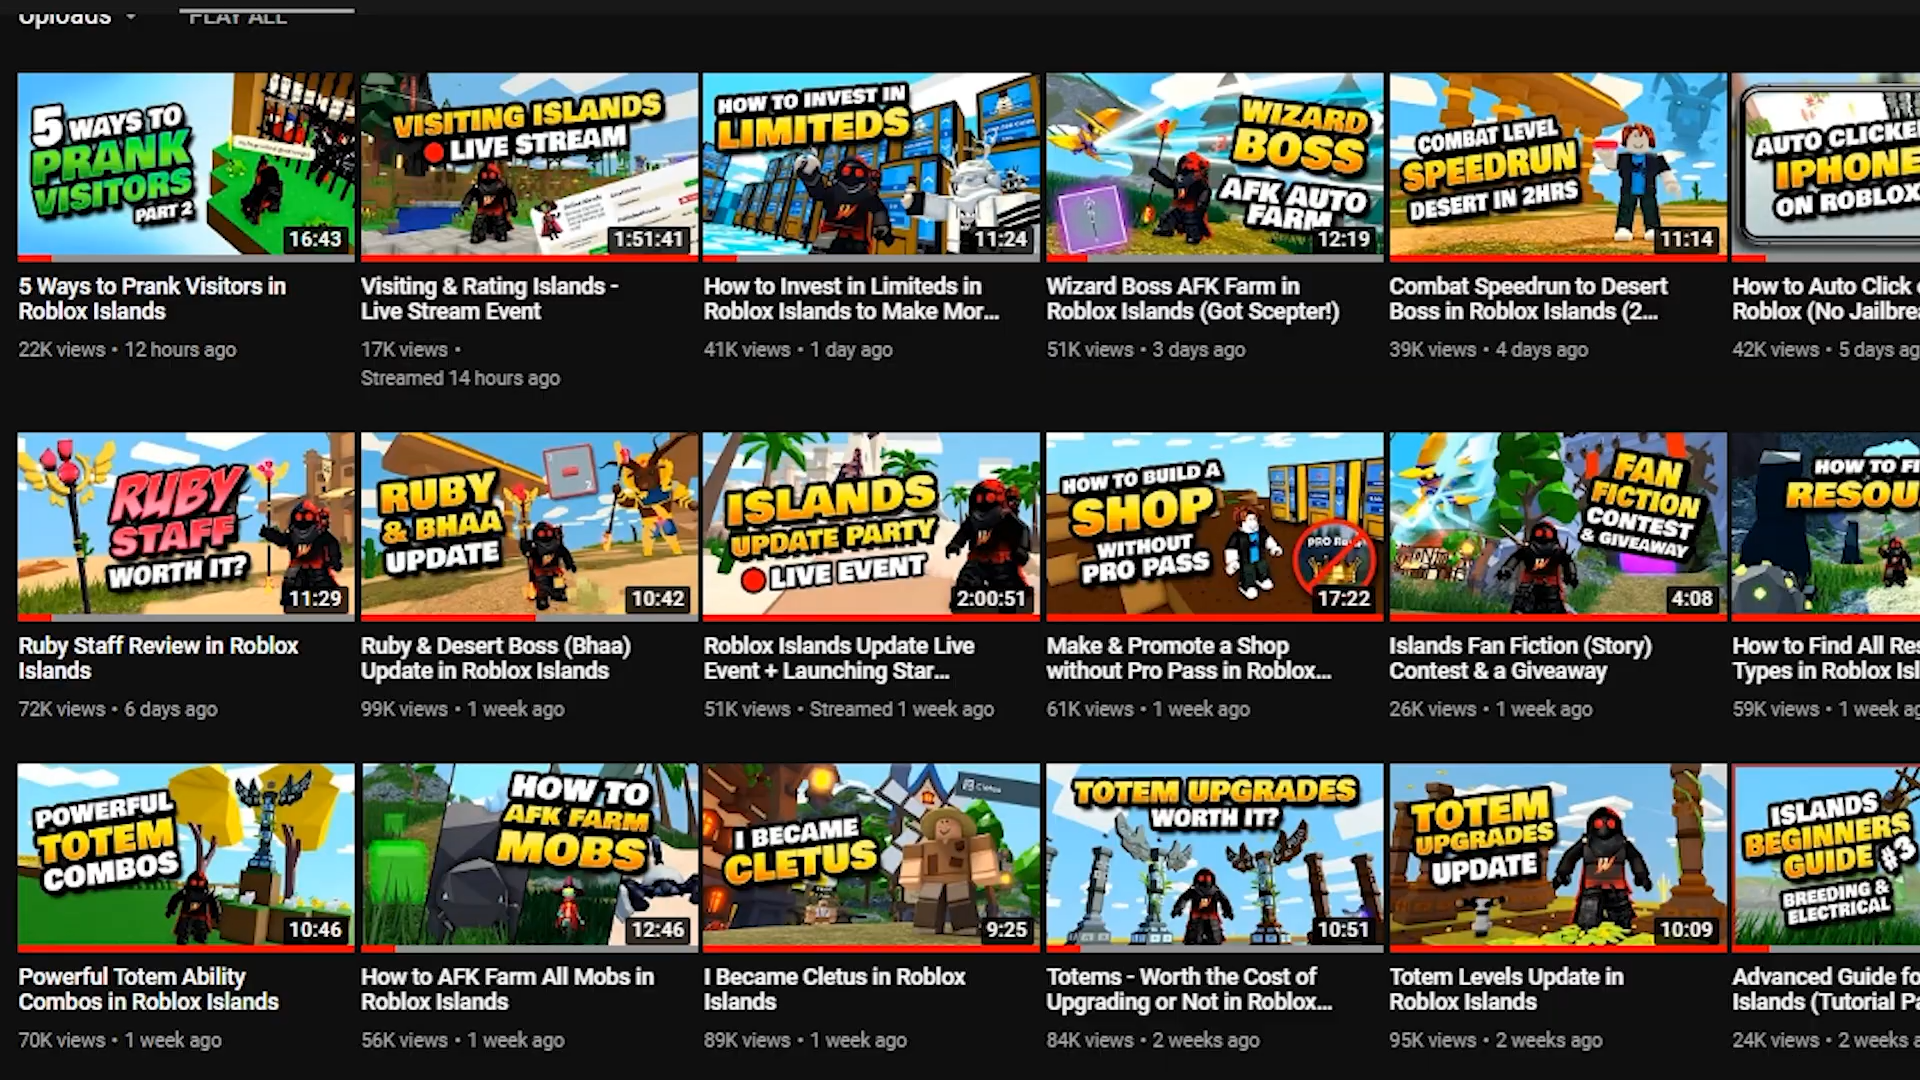 Uploads
PLAY ALL
5 WAYS TO
PRANK
VISITORS
PART 2
16:43
VISITING ISLANDS
LIVE STREAM
1:51:41
HOW TO INVEST IN
LIMITEDS
11:24
WIZARD
BOSS
AFK AUTO
FARM
12:19
COMBAT LEVEL
SPEEDRUN
DESERT IN 2HRS
11:14
AUTO CLICKE
IPHONE
ON ROBLOX
5 Ways to Prank Visitors in
Roblox Islands
22K views • 12 hours ago
Visiting & Rating Islands -
Live Stream Event
17K views •
Streamed 14 hours ago
How to Invest in Limiteds in
Roblox Islands to Make Mor...
41K views • 1 day ago
Wizard Boss AFK Farm in
Roblox Islands (Got Scepter!)
51K views • 3 days ago
Combat Speedrun to Desert
Boss in Roblox Islands (2...
39K views • 4 days ago
How to Auto Click
Roblox (No Jailbrea
42K views • 5 days ag
RUBY
STAFF
WORTH IT?
11:29
RUBY
& BHAA
UPDATE
10:42
ISLANDS
UPDATE PARTY
LIVE EVENT
2:00:51
HOW TO BUILD A
SHOP
WITHOUT
PRO PASS
17:22
FAN
FICTION
CONTEST
& GIVEAWAY
4:08
HOW TO FI
RESOU
Ruby Staff Review in Roblox
Islands
72K views • 6 days ago
Ruby & Desert Boss (Bhaa)
Update in Roblox Islands
99K views • 1 week ago
Roblox Islands Update Live
Event + Launching Star...
51K views • Streamed 1 week ago
Make & Promote a Shop
without Pro Pass in Roblox...
61K views • 1 week ago
Islands Fan Fiction (Story)
Contest & a Giveaway
26K views • 1 week ago
How to Find All Res
Types in Roblox Isl
59K views • 1 week ag
POWERFUL
TOTEM
COMBOS
10:46
HOW TO
AFK FARM
MOBS
12:46
Cletus
I BECAME
CLETUS
9:25
TOTEM UPGRADES
WORTH IT?
10:51
TOTEM
UPGRADES
UPDATE
10:09
ISLANDS
BEGINNERS
GUIDE #3
BREEDING &
ELECTRICAL
Powerful Totem Ability
Combos in Roblox Islands
70K views • 1 week ago
How to AFK Farm All Mobs in
Roblox Islands
56K views • 1 week ago
I Became Cletus in Roblox
Islands
89K views • 1 week ago
Totems - Worth the Cost of
Upgrading or Not in Roblox...
84K views • 2 weeks ago
Totem Levels Update in
Roblox Islands
95K views • 2 weeks ago
Advanced Guide fo
Islands (Tutorial Pa
24K views • 2 weeks a